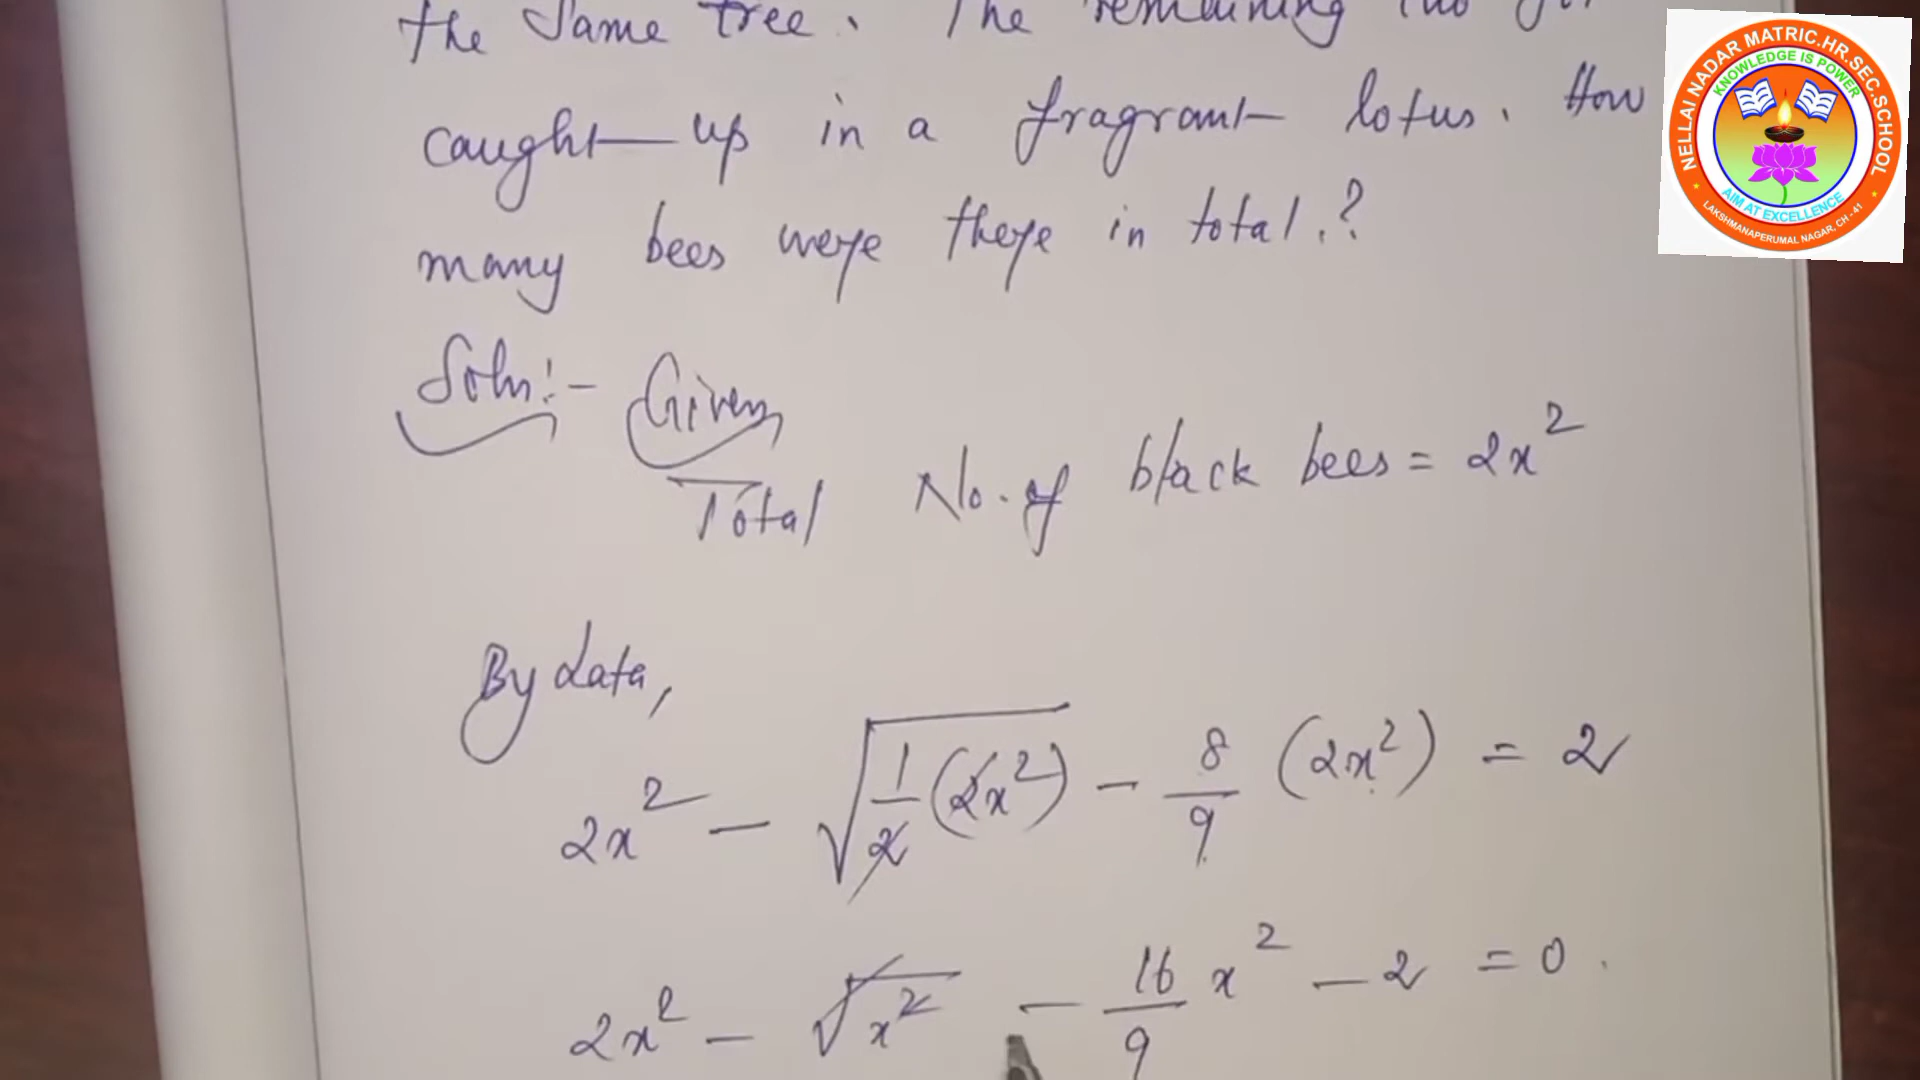 the same tree. The remaining two
caught up in a fragrant lotus. How
many bees were there in total.?
Soln:- Given
Total No. of black bees = 2x²
By data,
2x² - √(1/2 (2x²)) - 8/9 (2x²) = 2
2x² - √x² - 16/9 x² - 2 = 0.
NELLAI NADAR MATRIC.HR.SEC.SCHOOL
KNOWLEDGE IS POWER
AIM AT EXCELLENCE
LAKSHMANAPERUMAL NAGAR, CH - 41